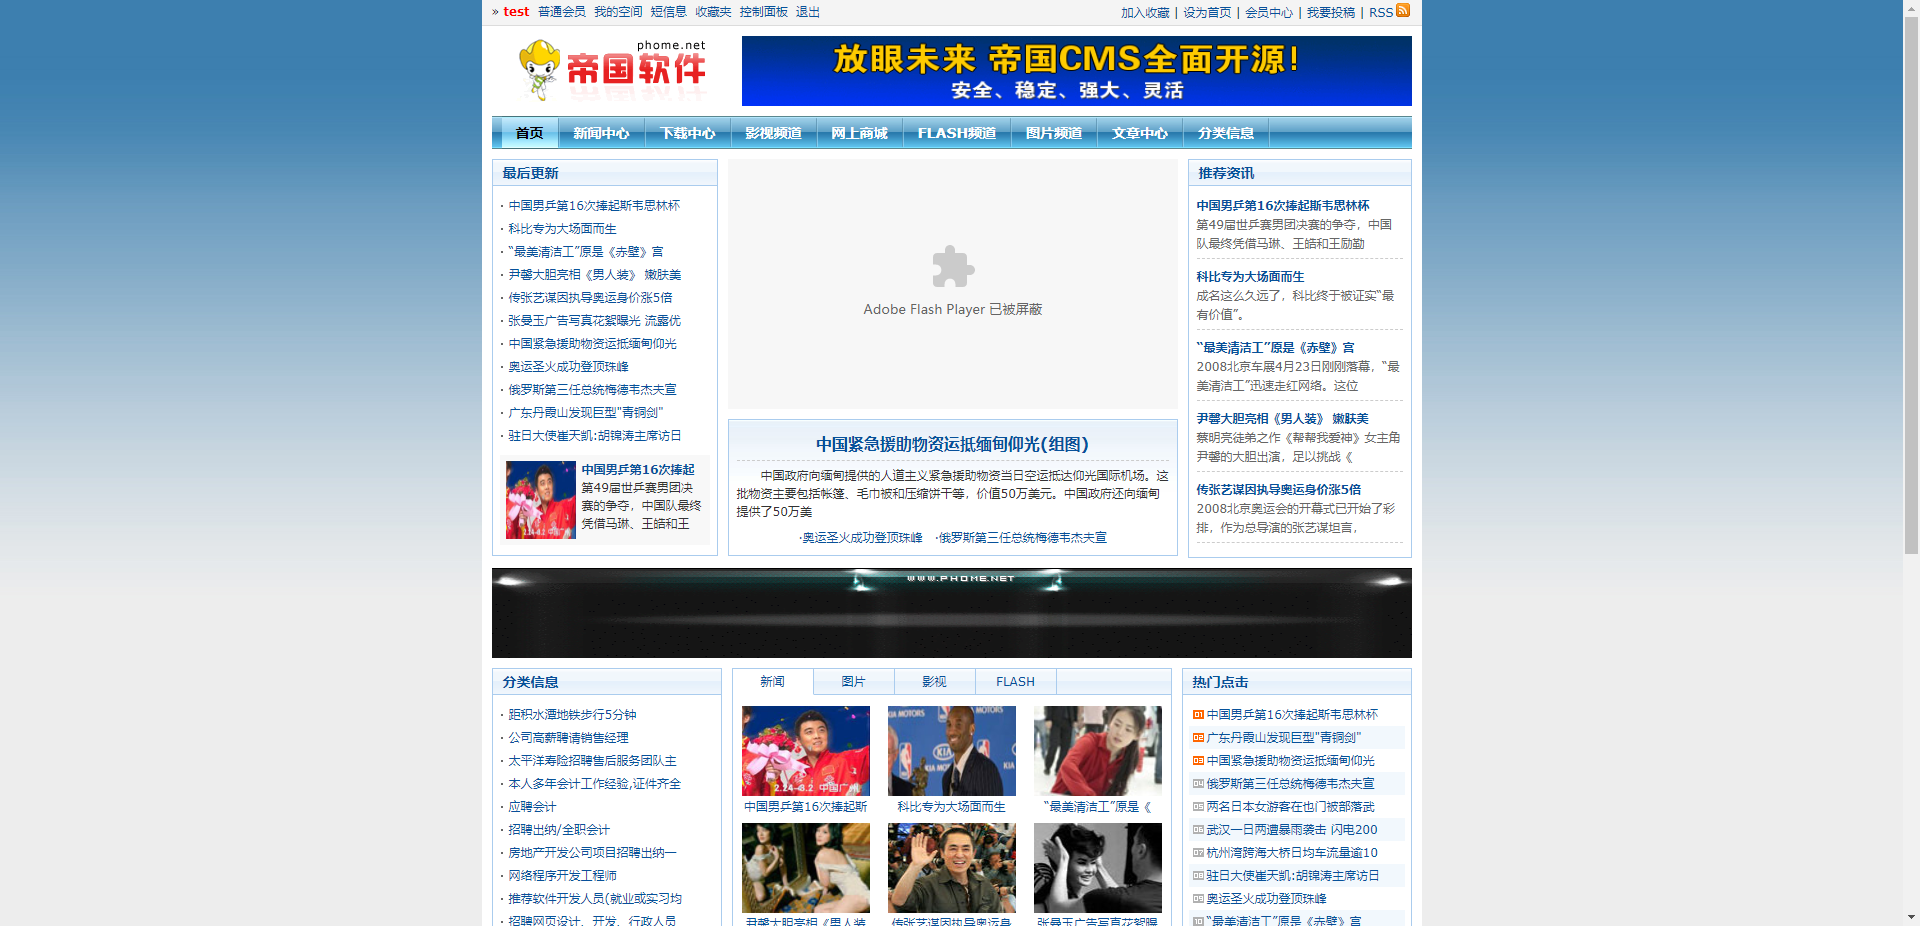 » test 普通会员 我的空间 短信息 收藏夹 控制面板 退出
加入收藏 | 设为首页 | 会员中心 | 我要投稿 | RSS
phome.net
帝国软件
放眼未来 帝国CMS全面开源!
安全、稳定、强大、灵活
首页 新闻中心 下载中心 影视频道 网上商城 FLASH频道 图片频道 文章中心 分类信息
最后更新
· 中国男乒第16次捧起斯韦思林杯
· 科比专为大场面而生
· “最美清洁工”原是《赤壁》宫
· 尹馨大胆亮相《男人装》 嫩肤美
· 传张艺谋因执导奥运身价涨5倍
· 张曼玉广告写真花絮曝光 流露优
· 中国紧急援助物资运抵缅甸仰光
· 奥运圣火成功登顶珠峰
· 俄罗斯第三任总统梅德韦杰夫宣
· 广东丹霞山发现巨型"青铜剑"
· 驻日大使崔天凯:胡锦涛主席访日
中国男乒第16次捧起
第49届世乒赛男团决
赛的争夺，中国队最终
凭借马琳、王皓和王
Adobe Flash Player 已被屏蔽
中国紧急援助物资运抵缅甸仰光(组图)
中国政府向缅甸提供的人道主义紧急援助物资当日空运抵达仰光国际机场。这
批物资主要包括帐篷、毛巾被和压缩饼干等，价值50万美元。中国政府还向缅甸
提供了50万美
·奥运圣火成功登顶珠峰 ·俄罗斯第三任总统梅德韦杰夫宣
推荐资讯
中国男乒第16次捧起斯韦思林杯
第49届世乒赛男团决赛的争夺，中国
队最终凭借马琳、王皓和王励勤
科比专为大场面而生
成名这么久远了，科比终于被证实“最
有价值”。
“最美清洁工”原是《赤壁》宫
2008北京车展4月23日刚刚落幕，“最
美清洁工”迅速走红网络。这位
尹馨大胆亮相《男人装》 嫩肤美
蔡明亮徒弟之作《帮帮我爱神》女主角
尹馨的大胆出演，足以挑战《
传张艺谋因执导奥运身价涨5倍
2008北京奥运会的开幕式已开始了彩
排，作为总导演的张艺谋坦言，
WWW.PHOME.NET
分类信息
· 距积水潭地铁步行5分钟
· 公司高薪聘请销售经理
· 太平洋寿险招聘售后服务团队主
· 本人多年会计工作经验,证件齐全
· 应聘会计
· 招聘出纳/全职会计
· 房地产开发公司项目招聘出纳一
· 网络程序开发工程师
· 推荐软件开发人员(就业或实习均
· 招聘网页设计、开发、行政人员
新闻 图片 影视 FLASH
2.24-3.2 中国广州
中国男乒第16次捧起斯
科比专为大场面而生
“最美清洁工”原是《
尹馨大胆亮相《男人装
传张艺谋因执导奥运身
张曼玉广告写真花絮曝
热门点击
01 中国男乒第16次捧起斯韦思林杯
02 广东丹霞山发现巨型"青铜剑"
03 中国紧急援助物资运抵缅甸仰光
04 俄罗斯第三任总统梅德韦杰夫宣
05 两名日本女游客在也门被部落武
06 武汉一日两遭暴雨袭击 闪电200
07 杭州湾跨海大桥日均车流量逾10
08 驻日大使崔天凯:胡锦涛主席访日
09 奥运圣火成功登顶珠峰
10 “最美清洁工”原是《赤壁》宫